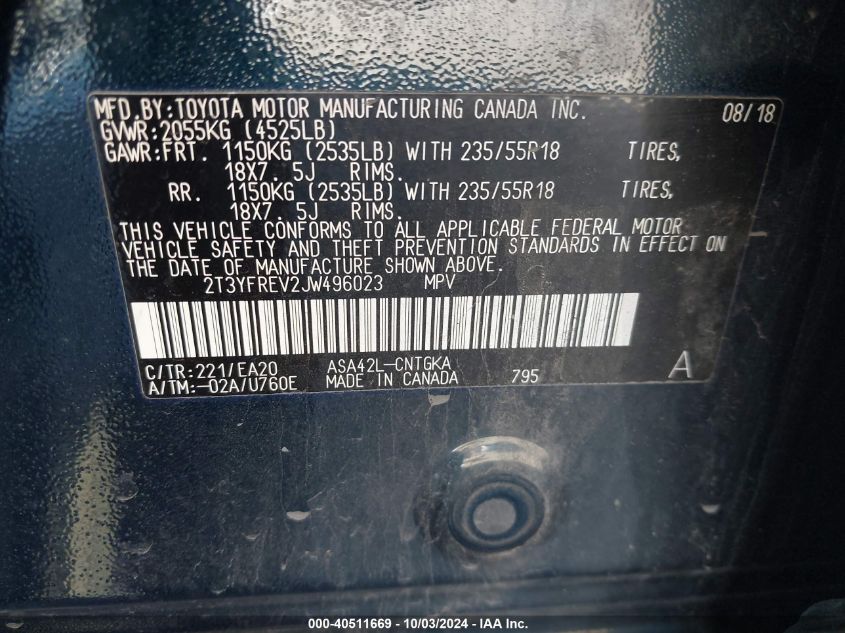 MFD.BY:TOYOTA MOTOR MANUFACTURING CANADA INC. 08/18
GVWR:2055KG (4525LB)
GAWR:FRT. 1150KG (2535LB) WITH 235/55R18 TIRES,
18X7.5J RIMS.
RR. 1150KG (2535LB) WITH 235/55R18 TIRES,
18X7.5J RIMS.
THIS VEHICLE CONFORMS TO ALL APPLICABLE FEDERAL MOTOR
VEHICLE SAFETY AND THEFT PREVENTION STANDARDS IN EFFECT ON
THE DATE OF MANUFACTURE SHOWN ABOVE.
2T3YFREV2JW496023 MPV
C/TR:221/EA20 ASA42L-CNTGKA A
A/TM:-02A/U760E MADE IN CANADA 795
000-40511669 - 10/03/2024 - IAA Inc.